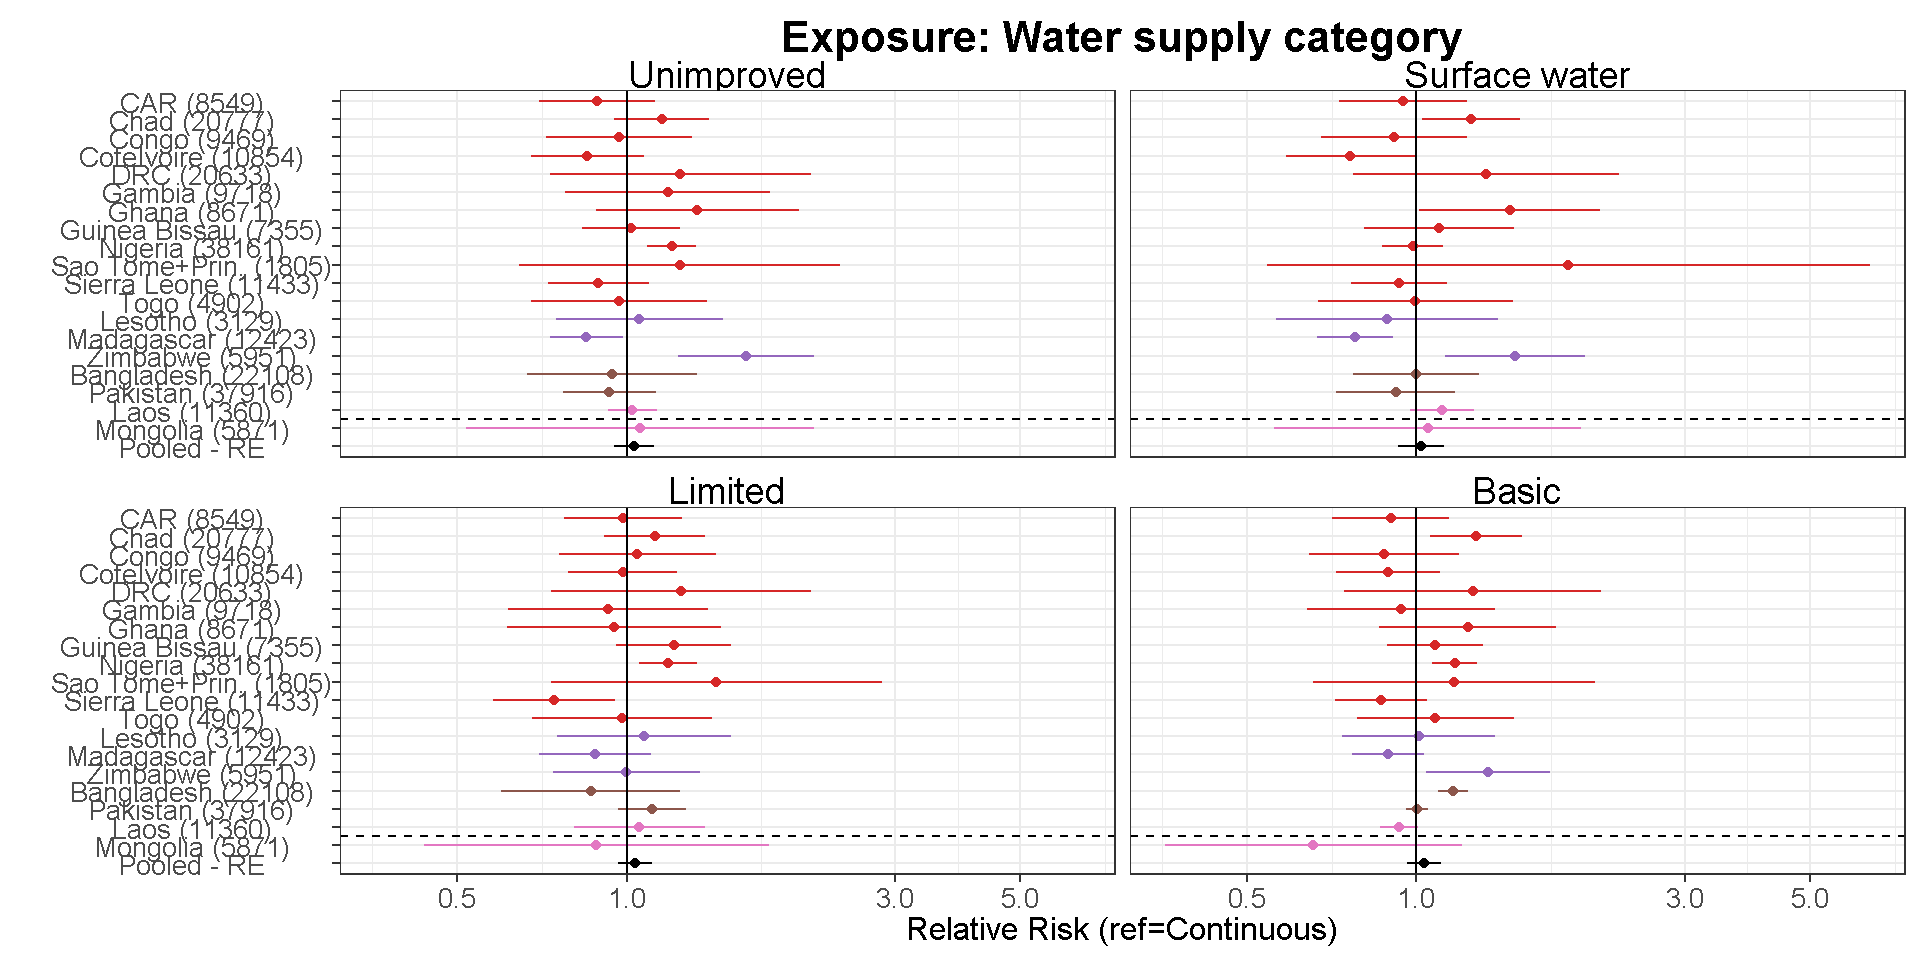 Exposure: Water supply category
Unimproved
Surface water
CAR (8549)
Chad (20777)
Congo (9469)
CoteIvoire (10854)
DRC (20633)
Gambia (9718)
Ghana (8671)
Guinea Bissau (7355)
Nigeria (38161)
Sao Tome+Prin. (1805)
Sierra Leone (11433)
Togo (4902)
Lesotho (3129)
Madagascar (12423)
Zimbabwe (5951)
Bangladesh (22108)
Pakistan (37916)
Laos (11360)
Mongolia (5871)
Pooled - RE
Limited
Basic
CAR (8549)
Chad (20777)
Congo (9469)
CoteIvoire (10854)
DRC (20633)
Gambia (9718)
Ghana (8671)
Guinea Bissau (7355)
Nigeria (38161)
Sao Tome+Prin. (1805)
Sierra Leone (11433)
Togo (4902)
Lesotho (3129)
Madagascar (12423)
Zimbabwe (5951)
Bangladesh (22108)
Pakistan (37916)
Laos (11360)
Mongolia (5871)
Pooled - RE
0.5 1.0 3.0 5.0
0.5 1.0 3.0 5.0
Relative Risk (ref=Continuous)